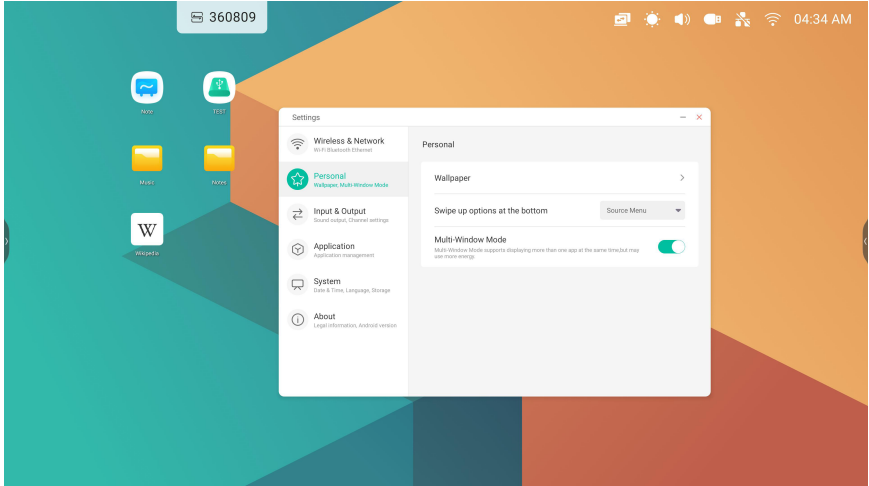 360809
04:34 AM
Note
TEST
Music
Notes
W
Wikipedia
Settings
Wireless & Network
Wi-Fi Bluetooth Ethernet
Personal
Wallpaper, Multi-Window Mode
Input & Output
Sound output, Channel settings
Application
Application management
System
Date & Time, Language, Storage
About
Legal information, Android version
Personal
Wallpaper
Swipe up options at the bottom
Source Menu
Multi-Window Mode
Multi-Window Mode supports displaying more than one app at the same time,but may
use more energy.